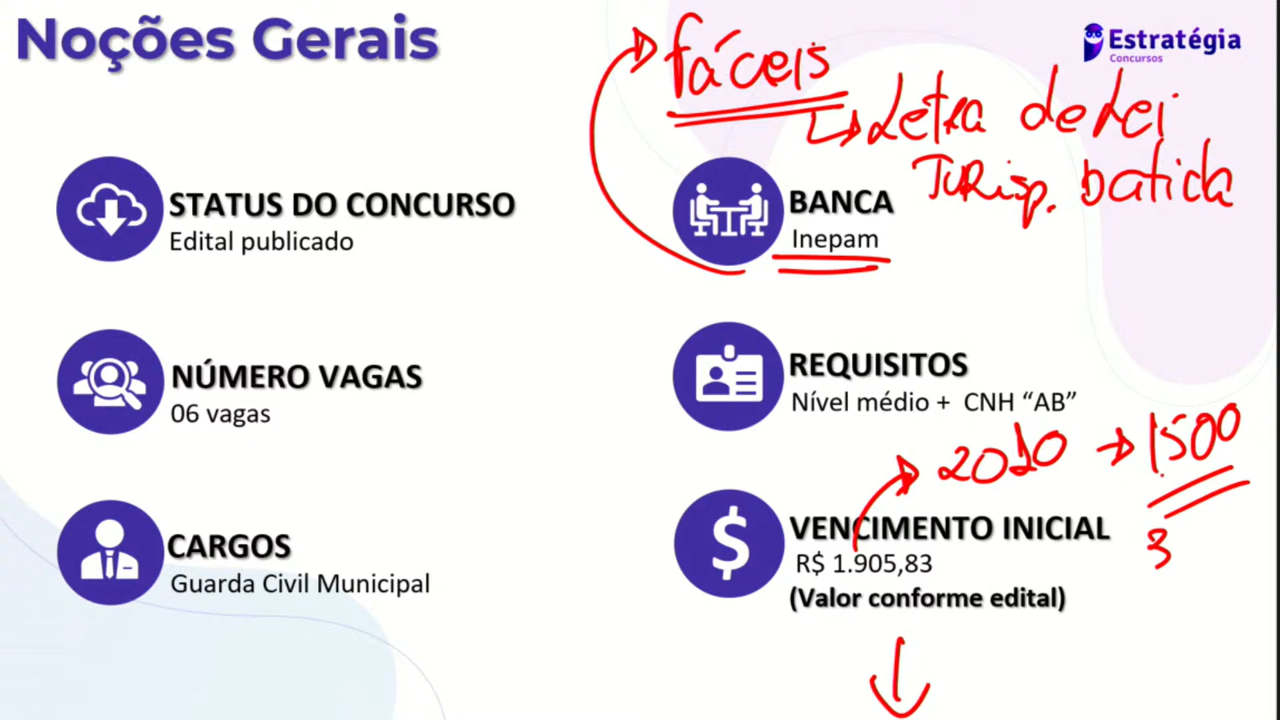 Noções Gerais
Estratégia
Concursos
fáceis
Letra de Lei
Jurisp. batida
STATUS DO CONCURSO
Edital publicado
BANCA
Inepam
NÚMERO VAGAS
06 vagas
REQUISITOS
Nível médio + CNH “AB”
2010 → 1500
3
CARGOS
Guarda Civil Municipal
VENCIMENTO INICIAL
R$ 1.905,83
(Valor conforme edital)